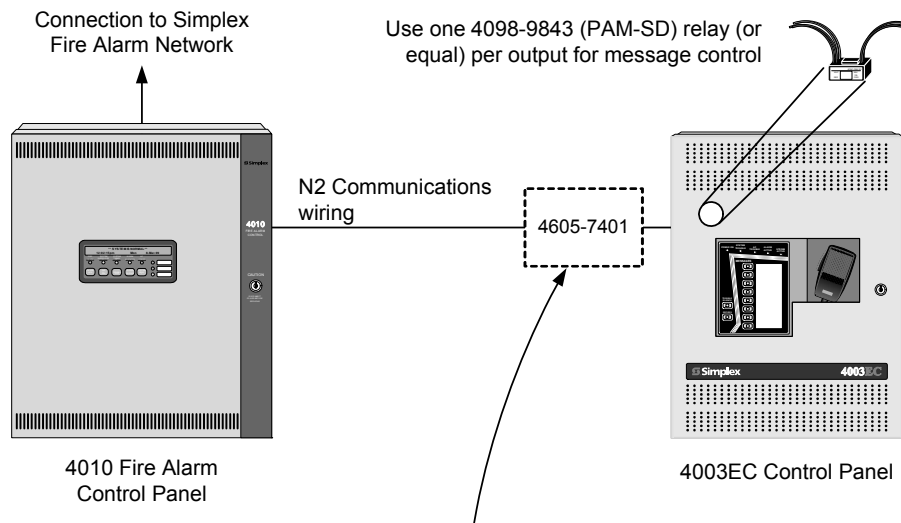 Connection to Simplex
Fire Alarm Network
Use one 4098-9843 (PAM-SD) relay (or
equal) per output for message control
Simplex
4010
CAUTION
N2 Communications
wiring
4605-7401
Simplex
4003EC
4010 Fire Alarm
Control Panel
4003EC Control Panel